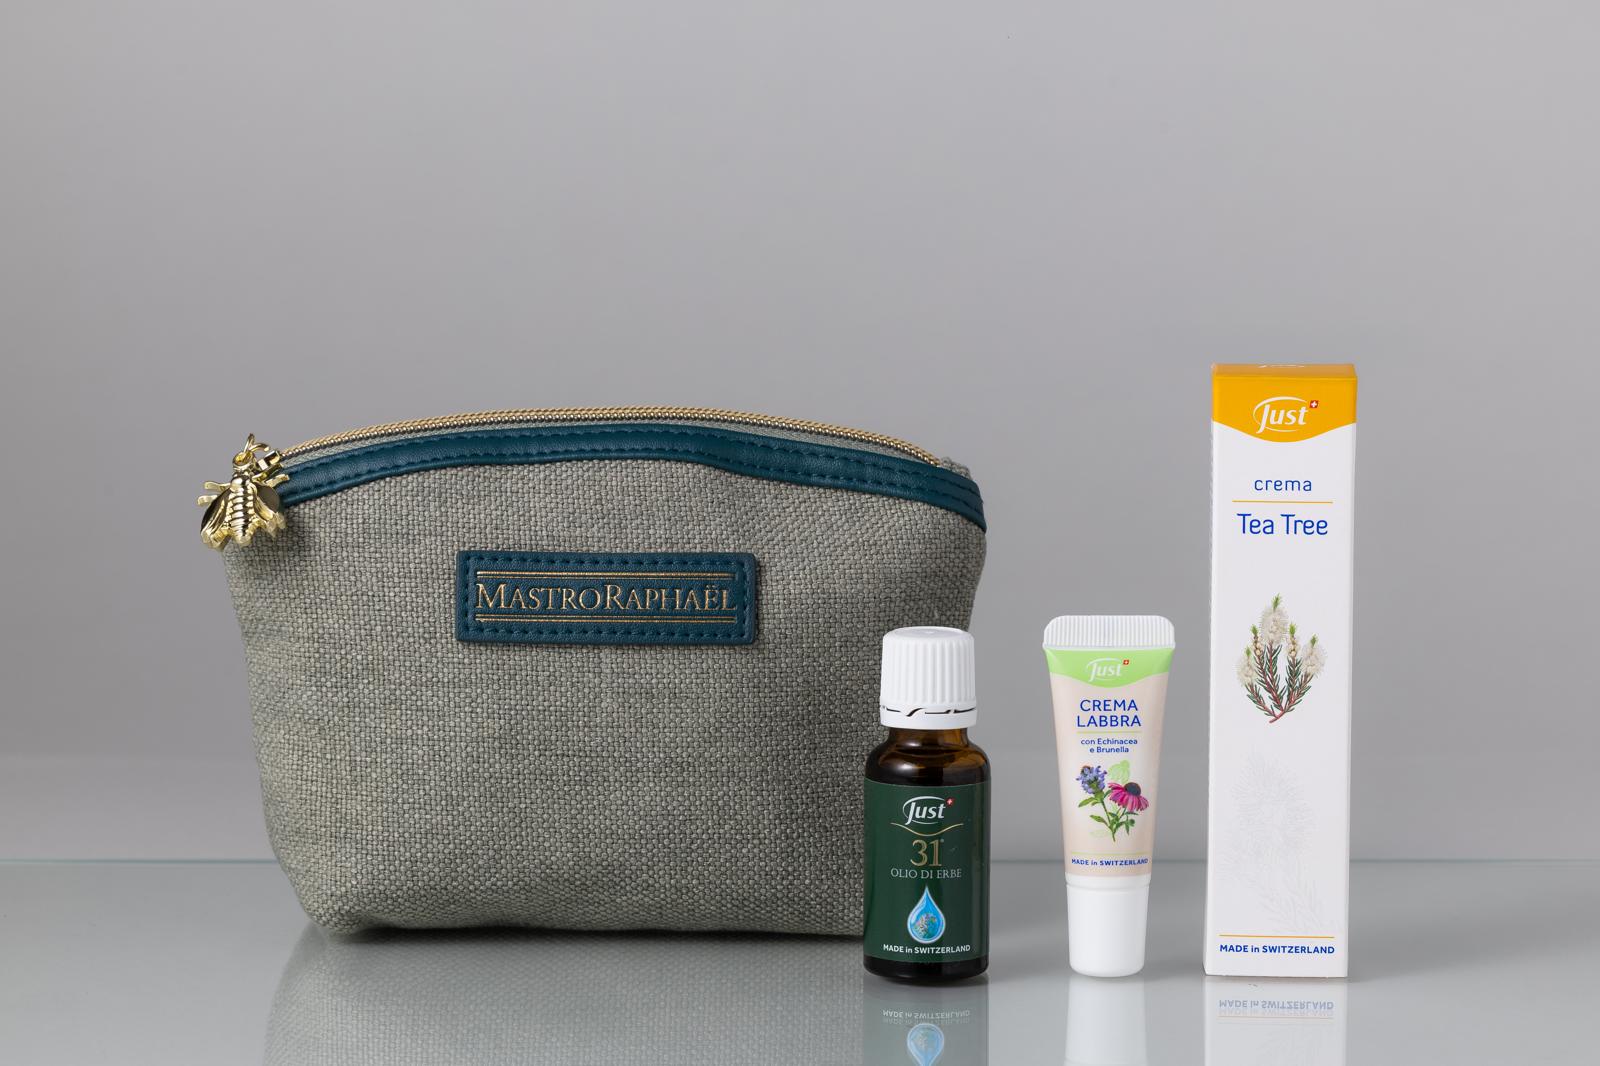 MASTRORAPHAËL
Just
31°
OLIO DI ERBE
MADE in SWITZERLAND
Just
CREMA
LABBRA
con Echinacea
e Brunella
MADE in SWITZERLAND
Just
crema
Tea Tree
MADE in SWITZERLAND